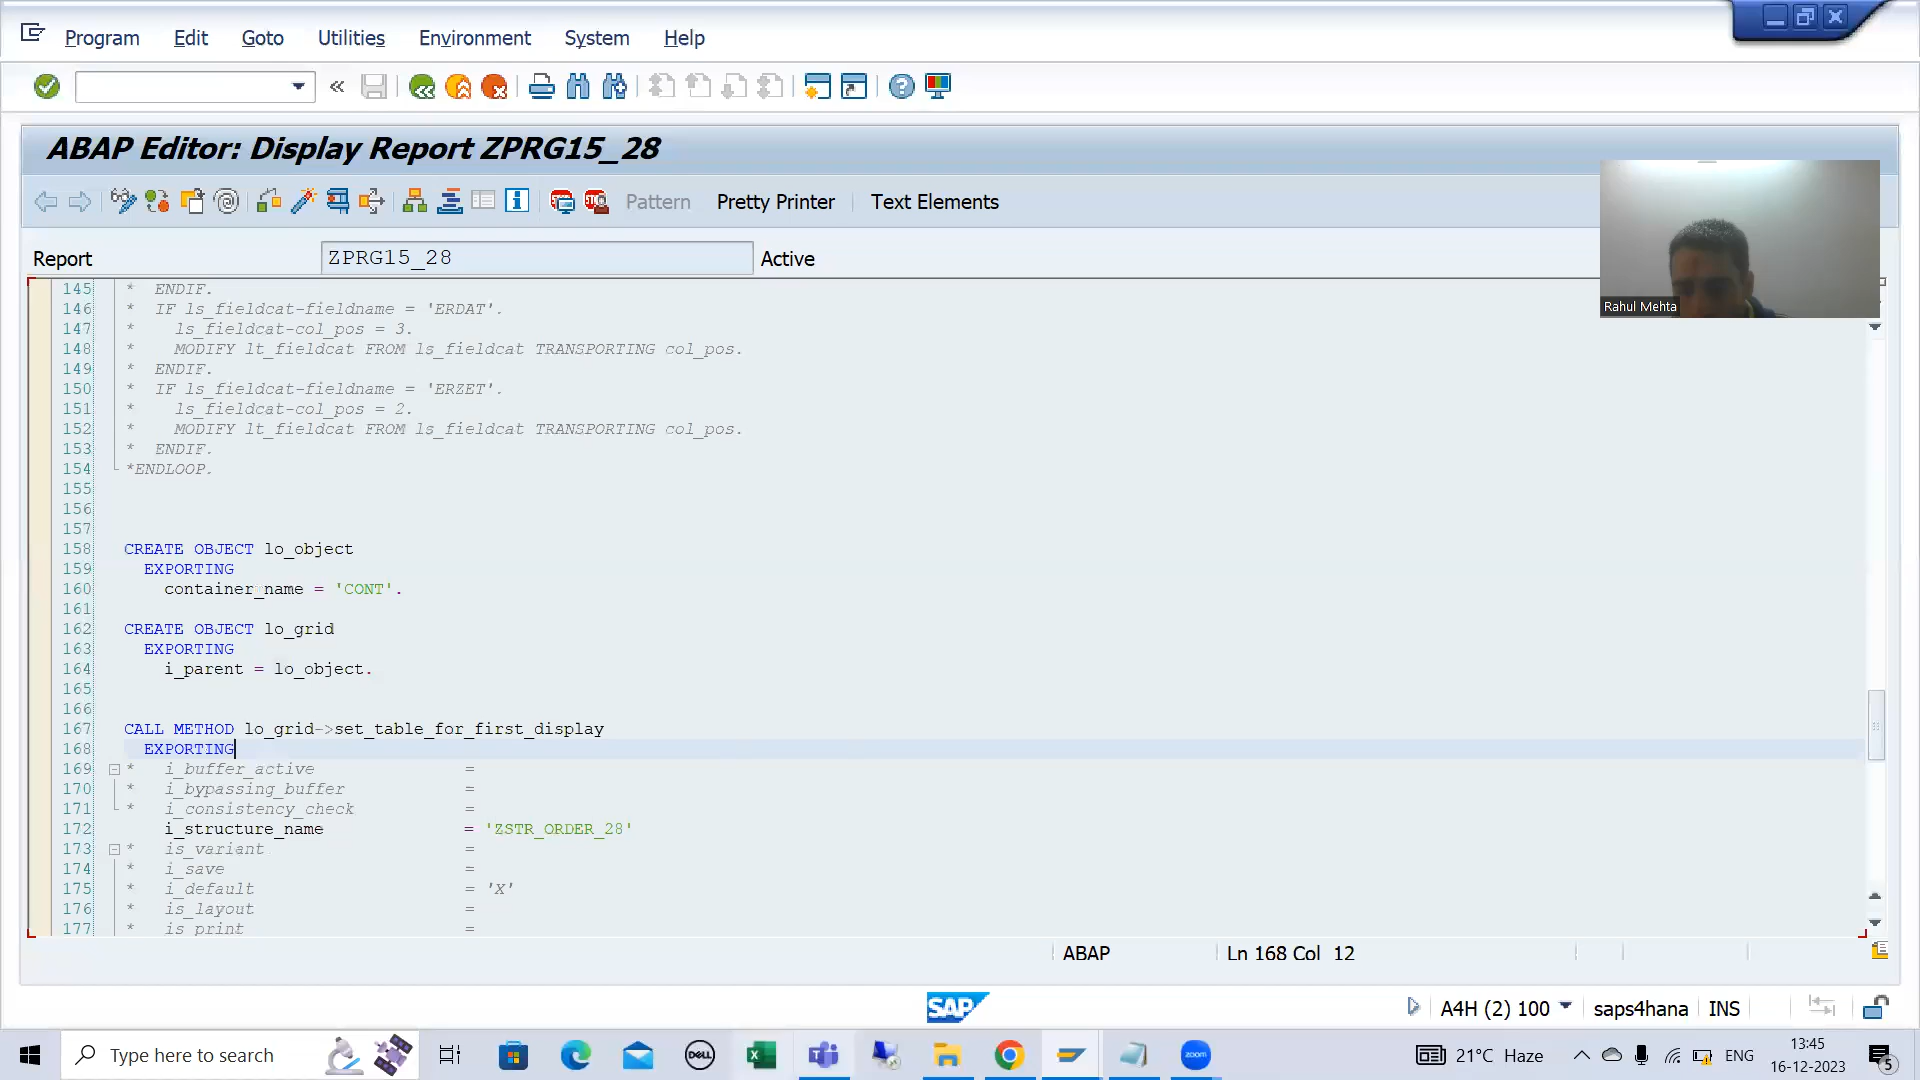 Program Edit Goto Utilities Environment System Help
ABAP Editor: Display Report ZPRG15_28
Pattern Pretty Printer Text Elements
Report ZPRG15_28 Active
Rahul Mehta
145 * ENDIF.
146 * IF ls_fieldcat-fieldname = 'ERDAT'.
147 * ls_fieldcat-col_pos = 3.
148 * MODIFY lt_fieldcat FROM ls_fieldcat TRANSPORTING col_pos.
149 * ENDIF.
150 * IF ls_fieldcat-fieldname = 'ERZET'.
151 * ls_fieldcat-col_pos = 2.
152 * MODIFY lt_fieldcat FROM ls_fieldcat TRANSPORTING col_pos.
153 * ENDIF.
154 *ENDLOOP.
155
156
157
158 CREATE OBJECT lo_object
159 EXPORTING
160 container_name = 'CONT'.
161
162 CREATE OBJECT lo_grid
163 EXPORTING
164 i_parent = lo_object.
165
166
167 CALL METHOD lo_grid->set_table_for_first_display
168 EXPORTING
169 * i_buffer_active =
170 * i_bypassing_buffer =
171 * i_consistency_check =
172 i_structure_name = 'ZSTR_ORDER_28'
173 * is_variant =
174 * i_save =
175 * i_default = 'X'
176 * is_layout =
177 * is_print =
ABAP Ln 168 Col 12
SAP
A4H (2) 100 saps4hana INS
Type here to search
DELL
zoom
21°C Haze
ENG
13:45
16-12-2023
5